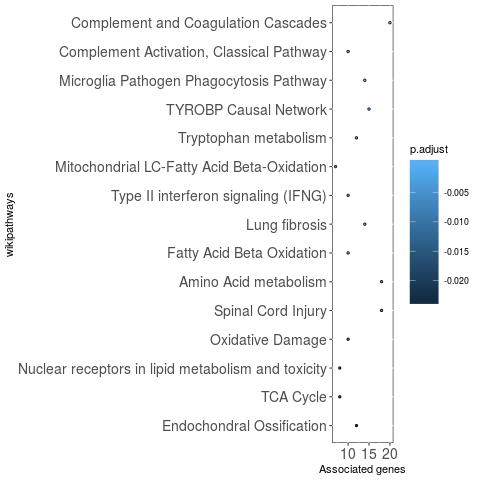 Complement and Coagulation Cascades
Complement Activation, Classical Pathway
Microglia Pathogen Phagocytosis Pathway
TYROBP Causal Network
Tryptophan metabolism
Mitochondrial LC-Fatty Acid Beta-Oxidation
Type II interferon signaling (IFNG)
Lung fibrosis
Fatty Acid Beta Oxidation
Amino Acid metabolism
Spinal Cord Injury
Oxidative Damage
Nuclear receptors in lipid metabolism and toxicity
TCA Cycle
Endochondral Ossification
wikipathways
10 15 20
Associated genes
p.adjust
-0.005
-0.010
-0.015
-0.020